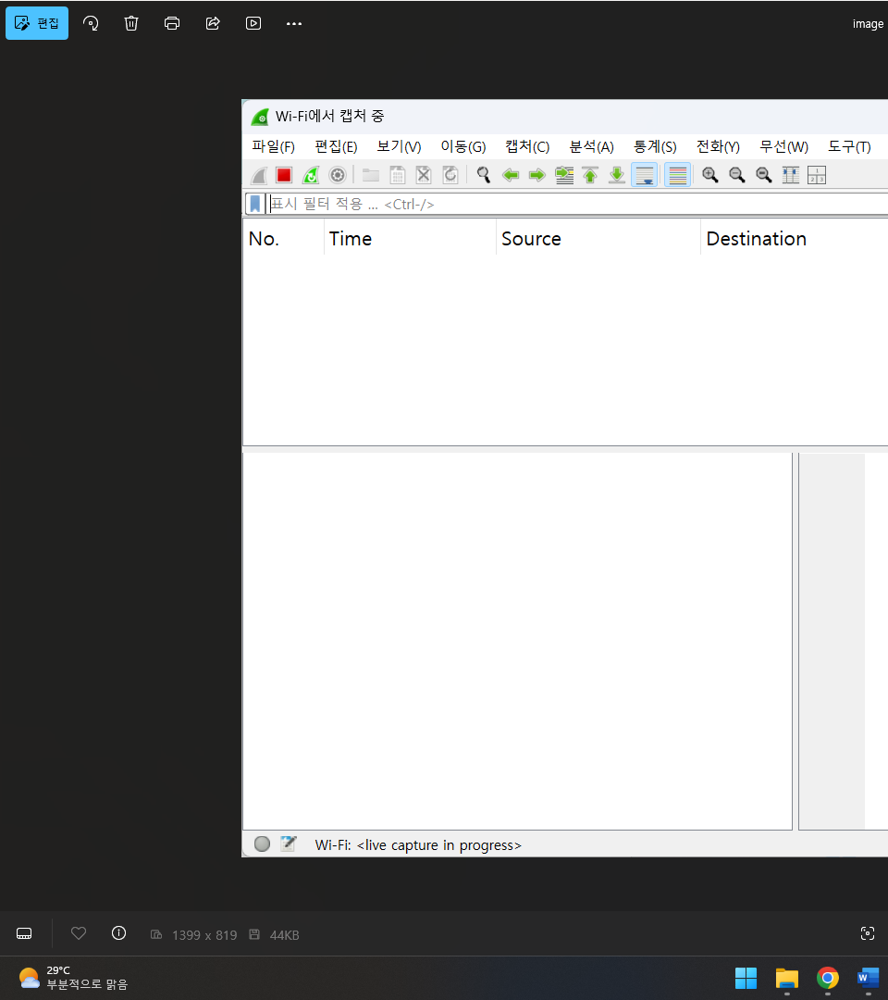 편집
image
Wi-Fi에서 캡처 중
파일(F) 편집(E) 보기(V) 이동(G) 캡처(C) 분석(A) 통계(S) 전화(Y) 무선(W) 도구(T)
표시 필터 적용 ... <Ctrl-/>
No. Time Source Destination
Wi-Fi: <live capture in progress>
1399 x 819 44KB
29°C
부분적으로 맑음